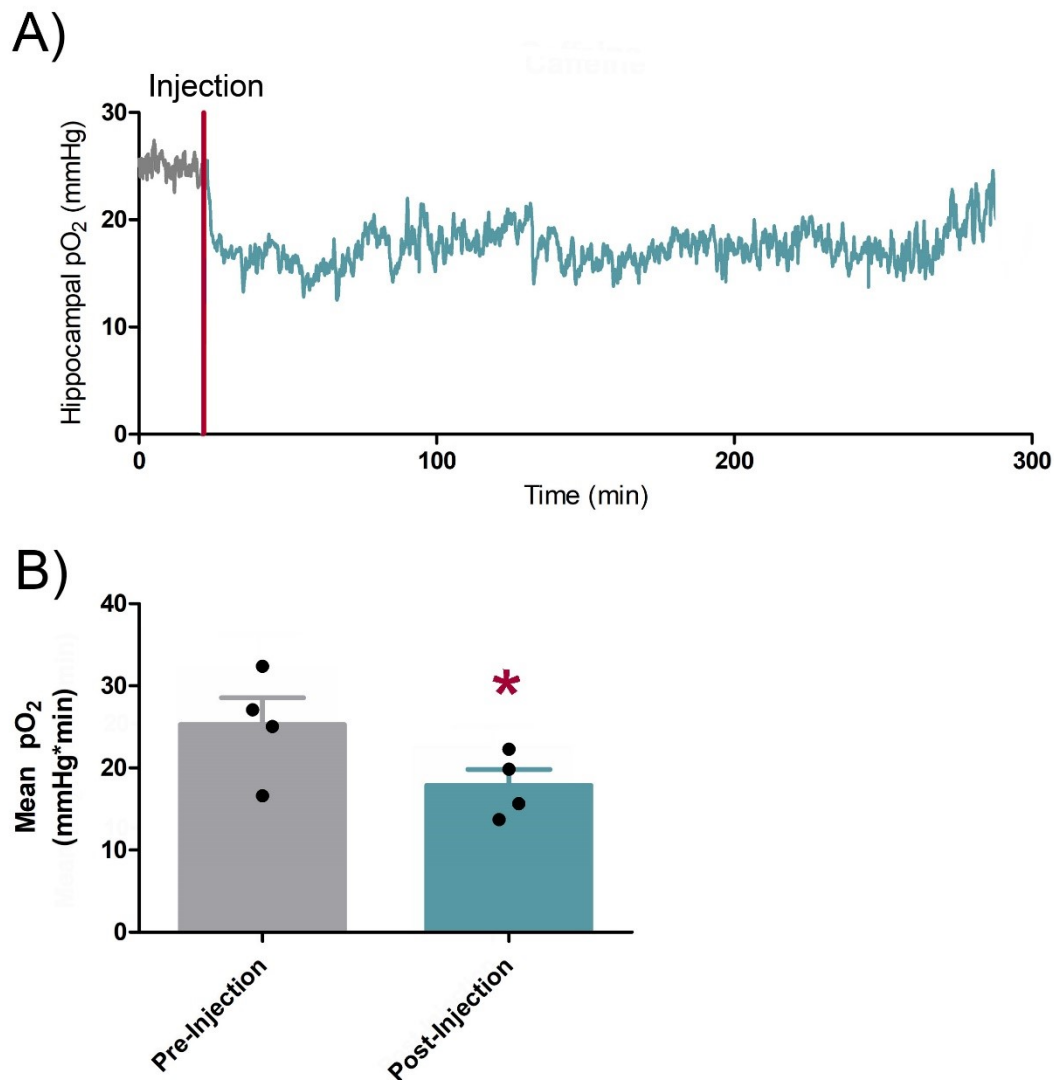 A)
Injection
Hippocampal pO₂ (mmHg)
30
20
10
0
0
100
200
300
Time (min)
B)
Mean pO₂
(mmHg*min)
40
30
20
10
0
*
Pre-Injection
Post-Injection